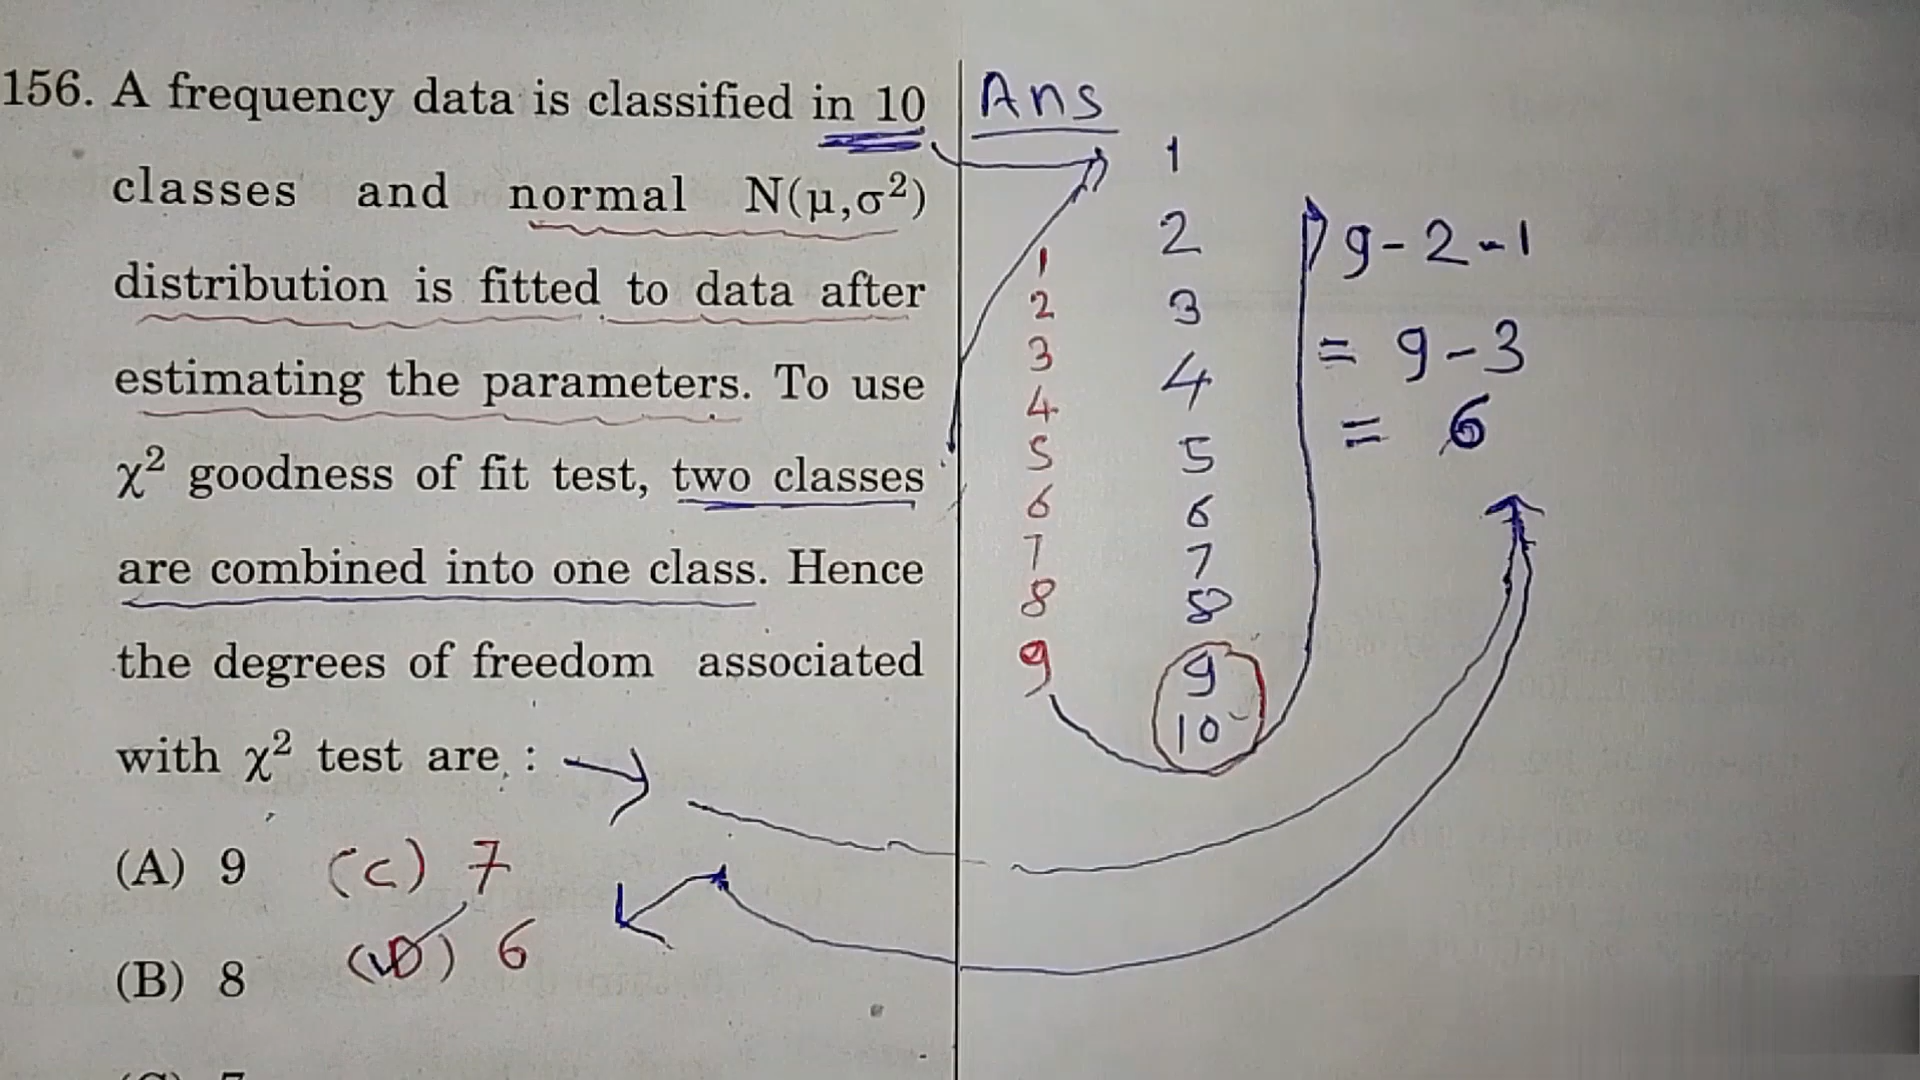 156. A frequency data is classified in 10
classes and normal N(μ,σ²)
distribution is fitted to data after
estimating the parameters. To use
χ² goodness of fit test, two classes
are combined into one class. Hence
the degrees of freedom associated
with χ² test are :
(A) 9
(B) 8
(c) 7
(D) 6
Ans
1
2
3
4
5
6
7
8
9
1
2
3
4
5
6
7
8
9
10
9-2-1
= 9-3
= 6